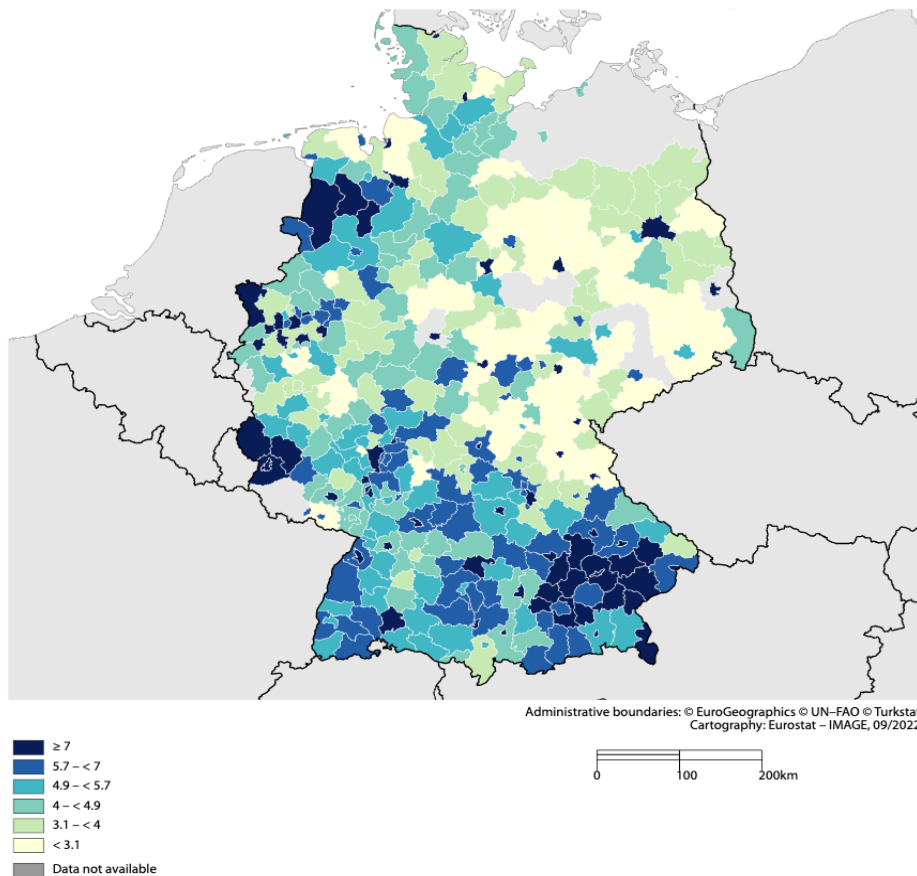 Administrative boundaries: © EuroGeographics © UN–FAO © Turkstat
Cartography: Eurostat – IMAGE, 09/2022
≥ 7
5.7 – < 7
4.9 – < 5.7
4 – < 4.9
3.1 – < 4
< 3.1
Data not available
0 100 200km